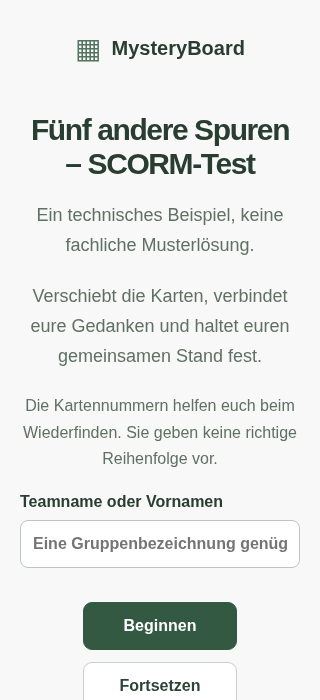 MysteryBoard
Fünf andere Spuren
– SCORM-Test
Ein technisches Beispiel, keine
fachliche Musterlösung.
Verschiebt die Karten, verbindet
eure Gedanken und haltet euren
gemeinsamen Stand fest.
Die Kartennummern helfen euch beim
Wiederfinden. Sie geben keine richtige
Reihenfolge vor.
Teamname oder Vornamen
Eine Gruppenbezeichnung genüg
Beginnen
Fortsetzen